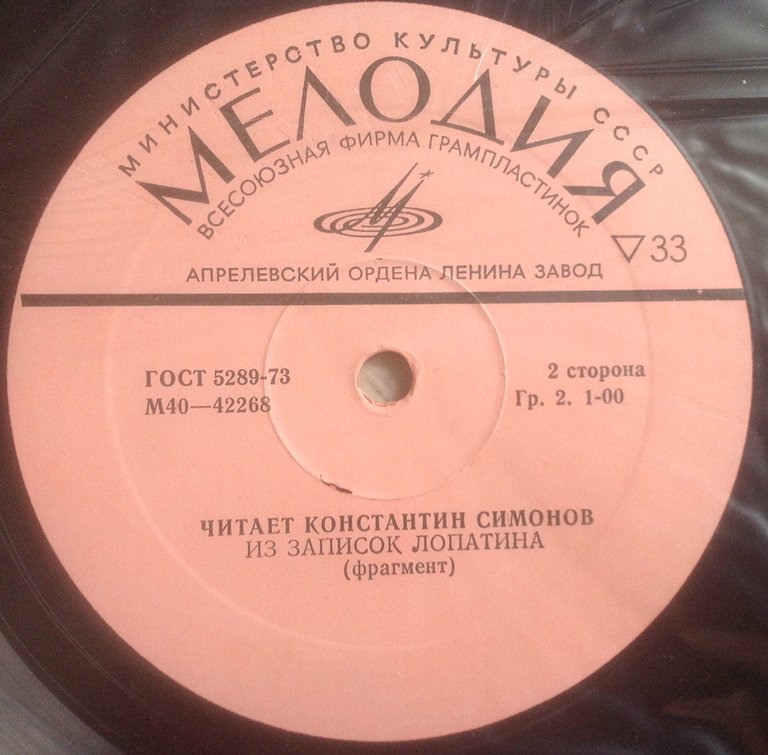 МИНИСТЕРСТВО КУЛЬТУРЫ СССР
МЕЛОДИЯ
ВСЕСОЮЗНАЯ ФИРМА ГРАМПЛАСТИНОК
▽33
АПРЕЛЕВСКИЙ ОРДЕНА ЛЕНИНА ЗАВОД
ГОСТ 5289-73
2 сторона
М40—42268
Гр. 2. 1-00
ЧИТАЕТ КОНСТАНТИН СИМОНОВ
ИЗ ЗАПИСОК ЛОПАТИНА
(фрагмент)